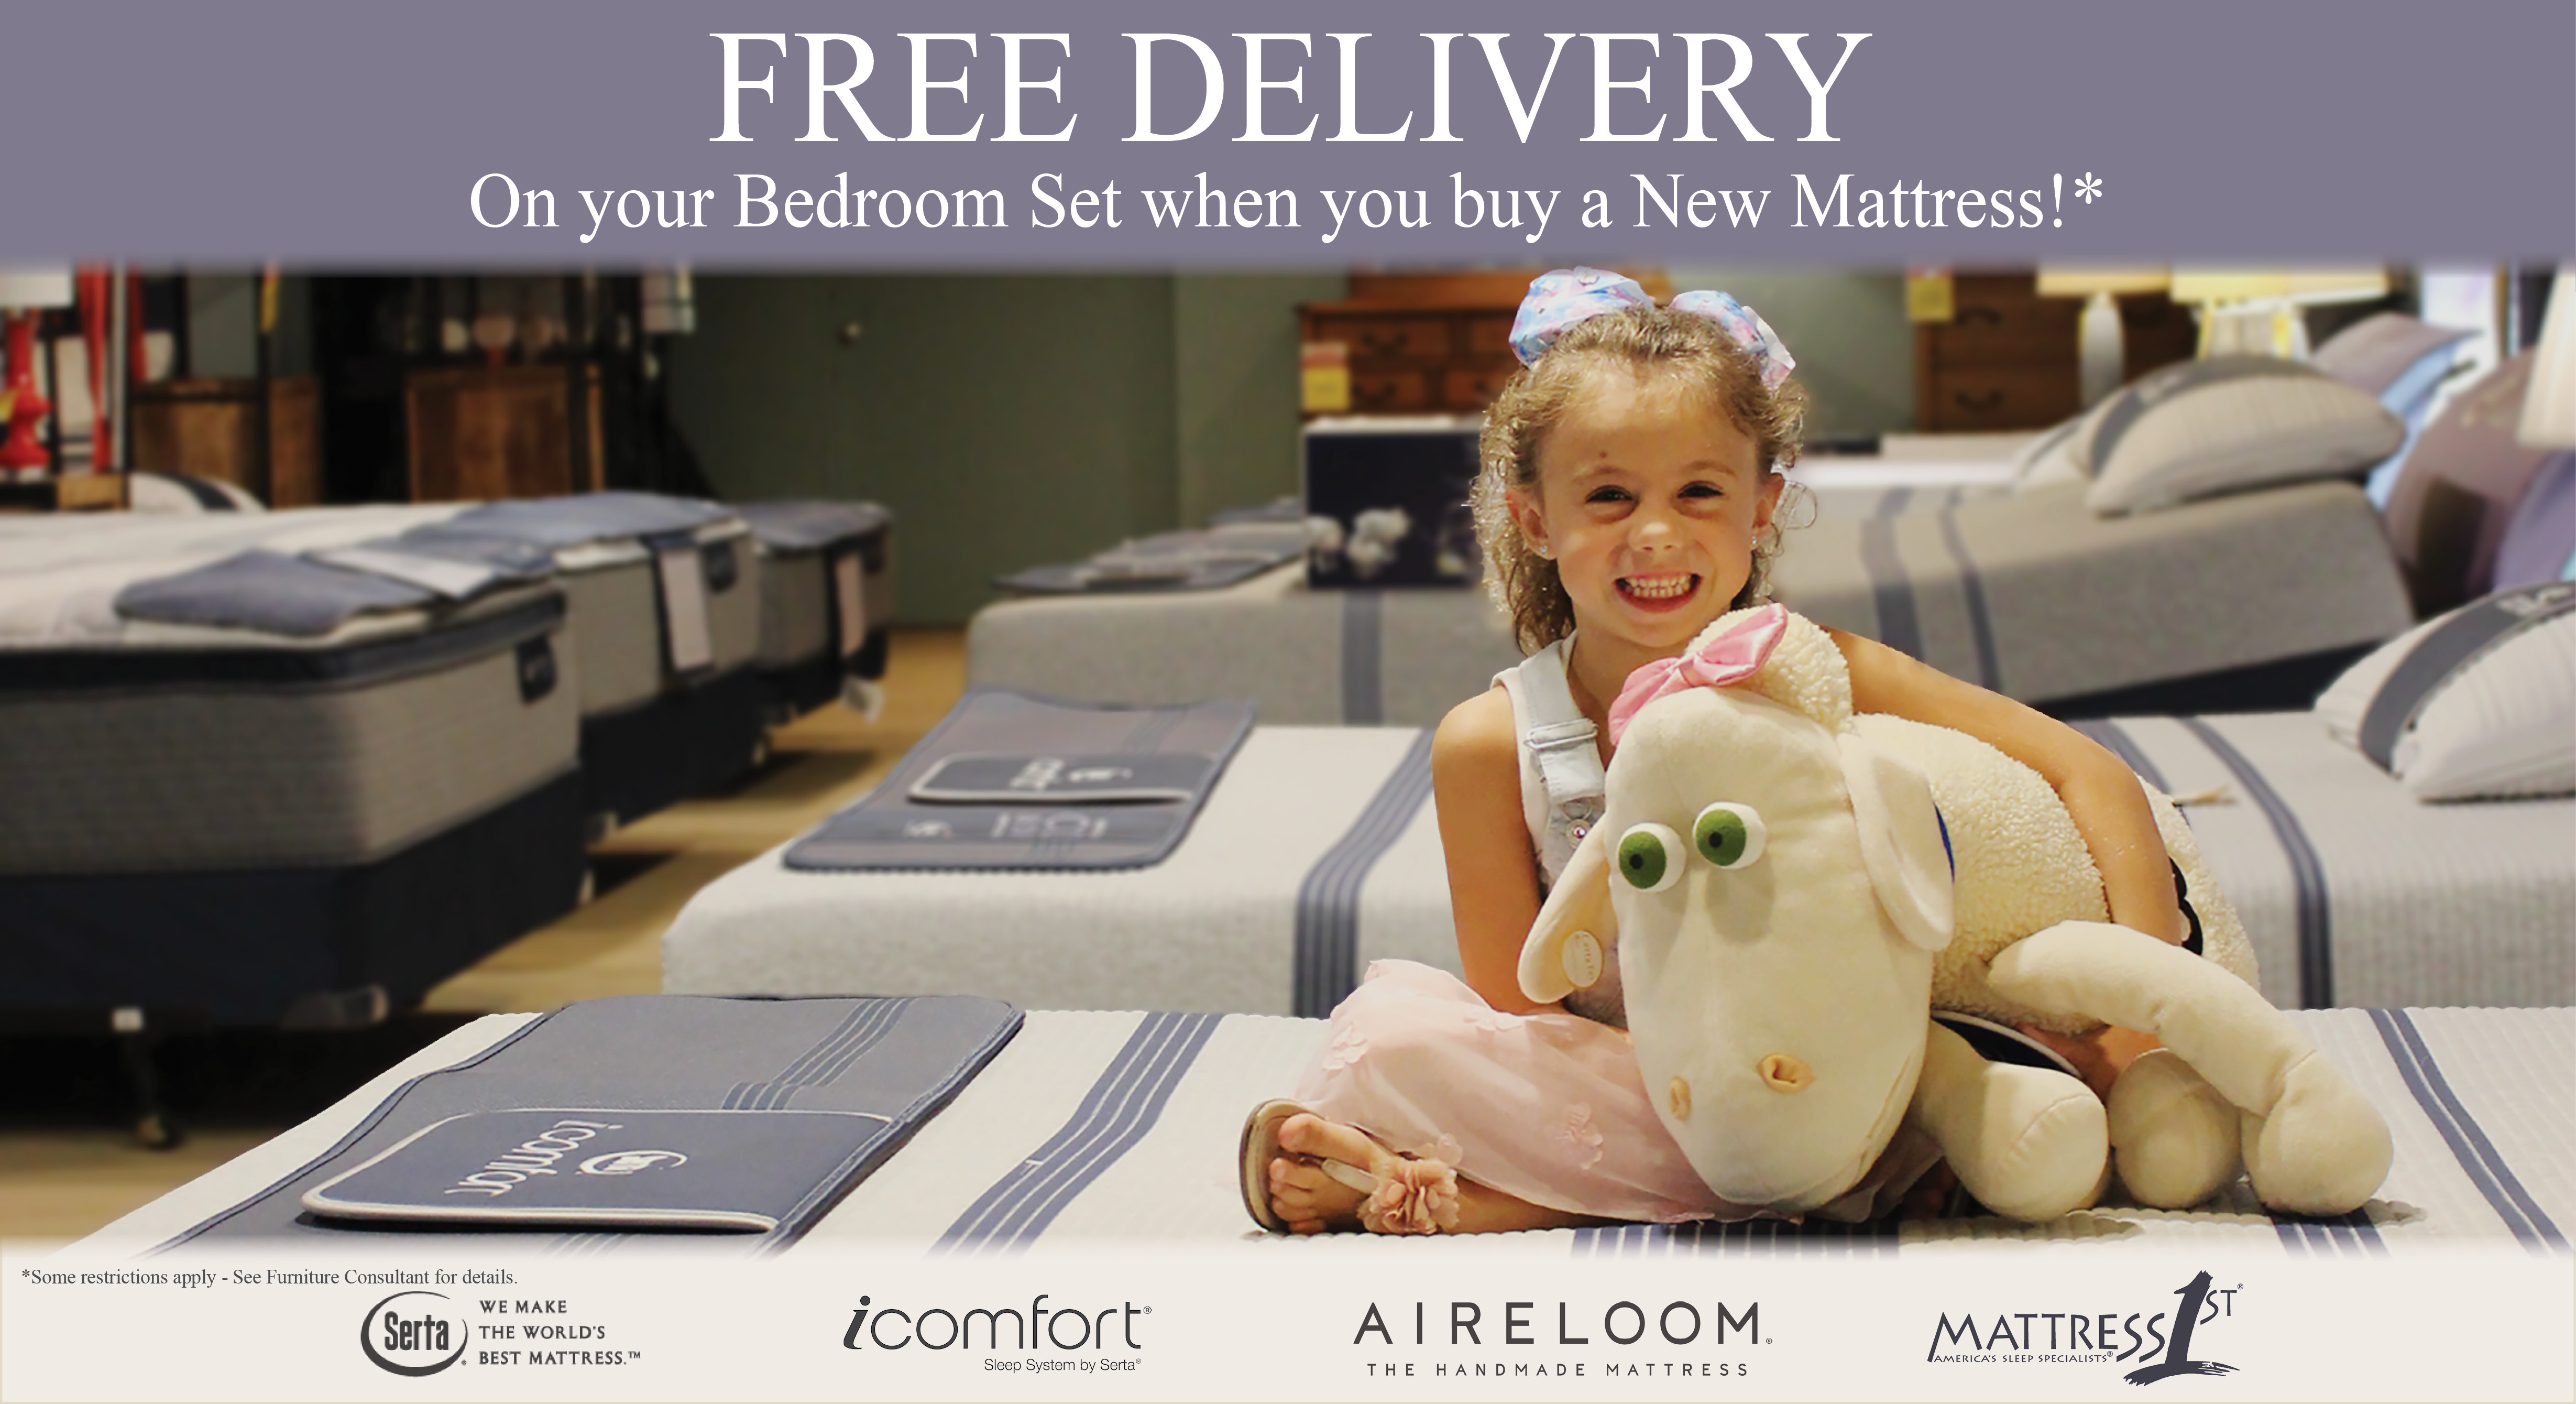 FREE DELIVERY
On your Bedroom Set when you buy a New Mattress!*
icomfort
*Some restrictions apply - See Furniture Consultant for details.
Serta® WE MAKE
THE WORLD'S
BEST MATTRESS.™
icomfort®
Sleep System by Serta®
AIRELOOM®
THE HANDMADE MATTRESS
MATTRESS 1ST®
AMERICA'S SLEEP SPECIALISTS®